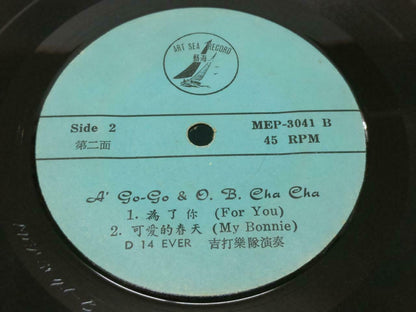 ART SEA RECORD
藝海
Side 2
第二面
MEP-3041 B
45 RPM
A' Go-Go & O. B. Cha Cha
1. 為了你 (For You)
2. 可爱的春天 (My Bonnie)
D 14 EVER 吉打樂隊演奏